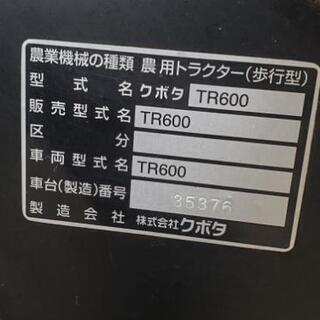 農業機械の種類 農用トラクター(歩行型)
型式名 クボタ TR600
販売型式名 TR600
区分
車両型式名 TR600
車台(製造)番号 35376
製造会社 株式会社クボタ